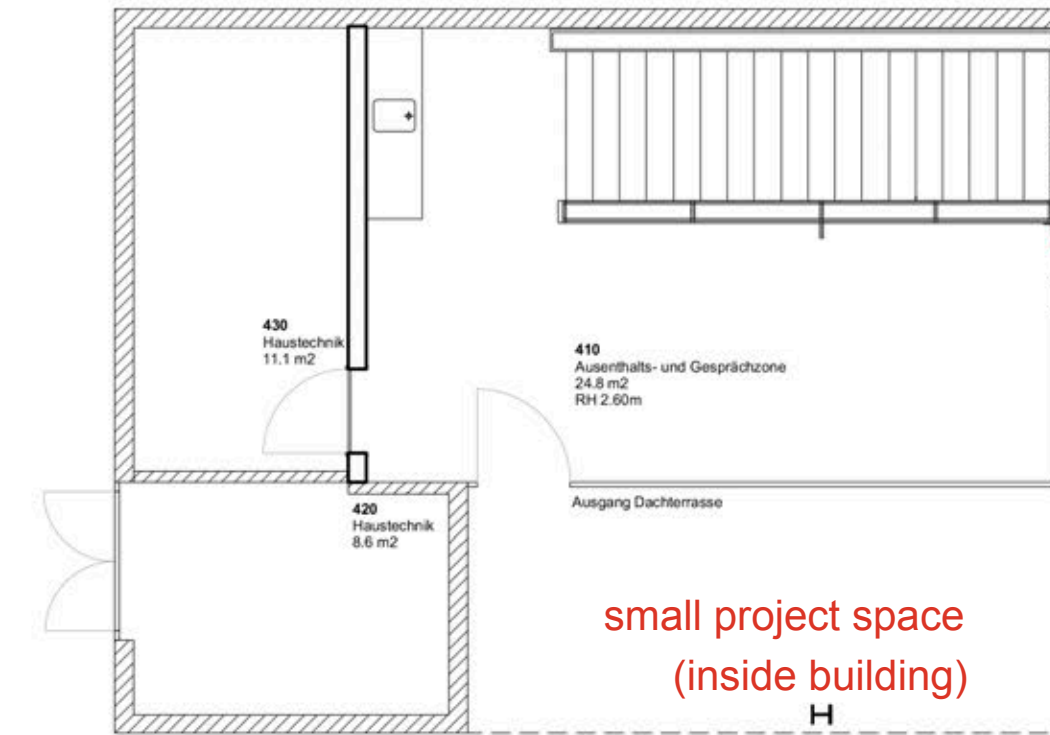 430
Haustechnik
11.1 m2
410
Ausenthalts- und Gesprächzone
24.8 m2
RH 2.60m
420
Haustechnik
8.6 m2
Ausgang Dachterrasse
small project space
(inside building)